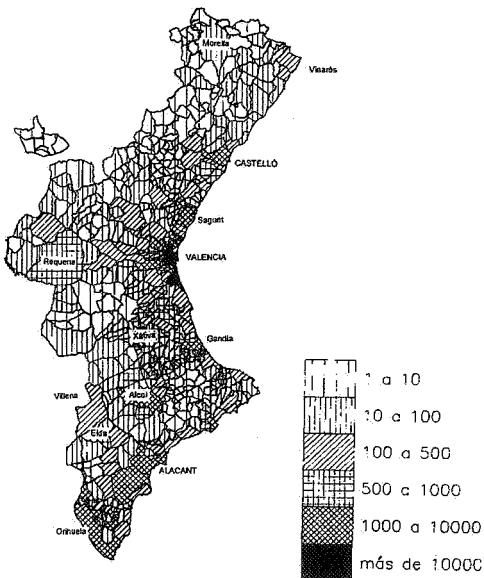 Morella
Vinaròs
CASTELLÓ
Sagunt
VALENCIA
Requena
Xàtiva
Gandia
Villena
Alcoi
Elda
ALACANT
Orihuela
1 a 10
10 a 100
100 a 500
500 a 1000
1000 a 10000
más de 10000